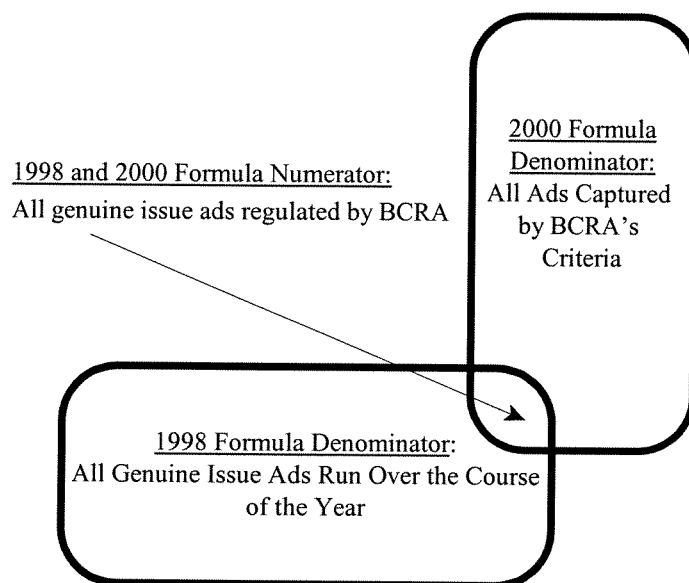 1998 and 2000 Formula Numerator:
All genuine issue ads regulated by BCRA
2000 Formula
Denominator:
All Ads Captured
by BCRA’s
Criteria
1998 Formula Denominator:
All Genuine Issue Ads Run Over the Course
of the Year